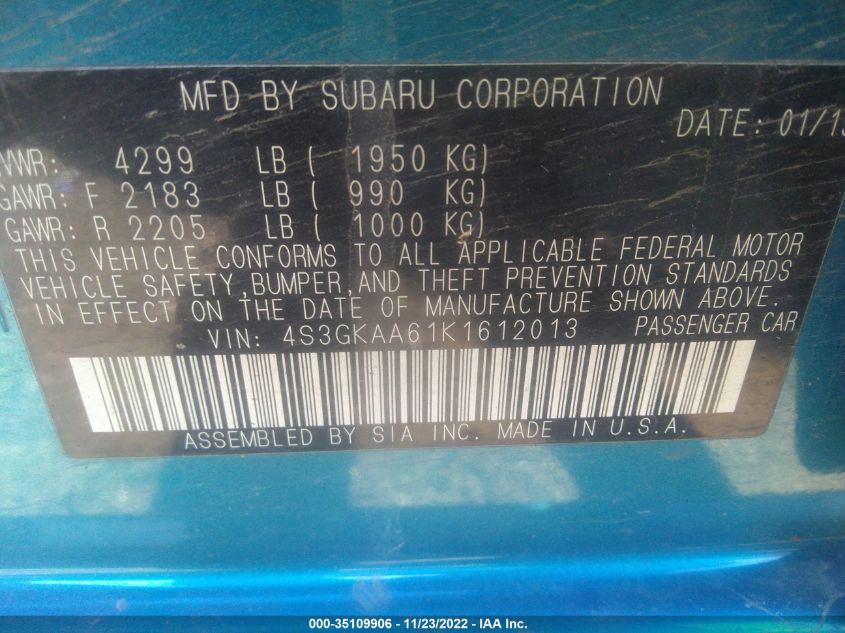 MFD BY SUBARU CORPORATION
DATE: 01/1
VWR: 4299 LB ( 1950 KG)
GAWR: F 2183 LB ( 990 KG)
GAWR: R 2205 LB ( 1000 KG)
THIS VEHICLE CONFORMS TO ALL APPLICABLE FEDERAL MOTOR
VEHICLE SAFETY,BUMPER,AND THEFT PREVENTION STANDARDS
IN EFFECT ON THE DATE OF MANUFACTURE SHOWN ABOVE.
VIN: 4S3GKAA61K1612013 PASSENGER CAR
ASSEMBLED BY SIA INC. MADE IN U.S.A.
000-35109906 - 11/23/2022 - IAA Inc.